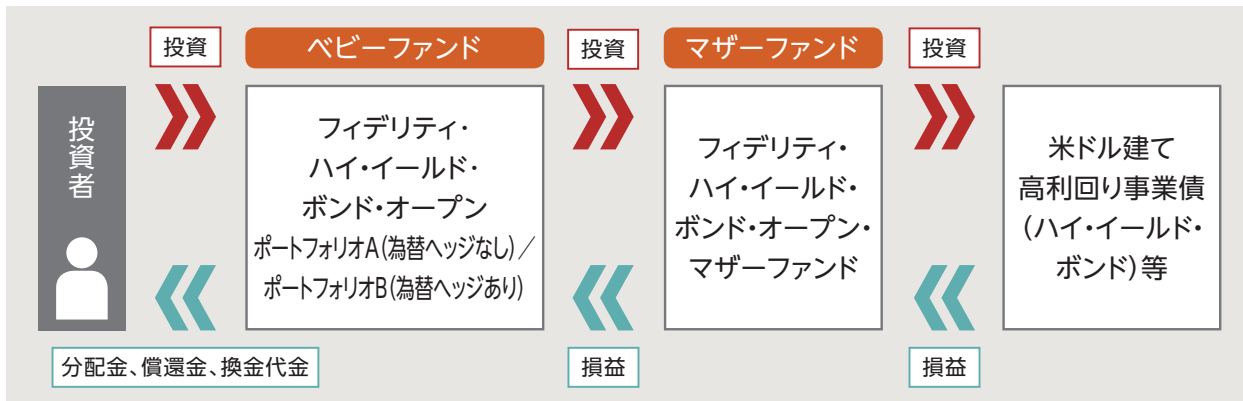 投資
ベビーファンド
投資
マザーファンド
投資
投資者
フィデリティ・
ハイ・イールド・
ボンド・オープン
ポートフォリオA(為替ヘッジなし)／
ポートフォリオB(為替ヘッジあり)
フィデリティ・
ハイ・イールド・
ボンド・オープン・
マザーファンド
米ドル建て
高利回り事業債
(ハイ・イールド・
ボンド)等
分配金、償還金、換金代金
損益
損益